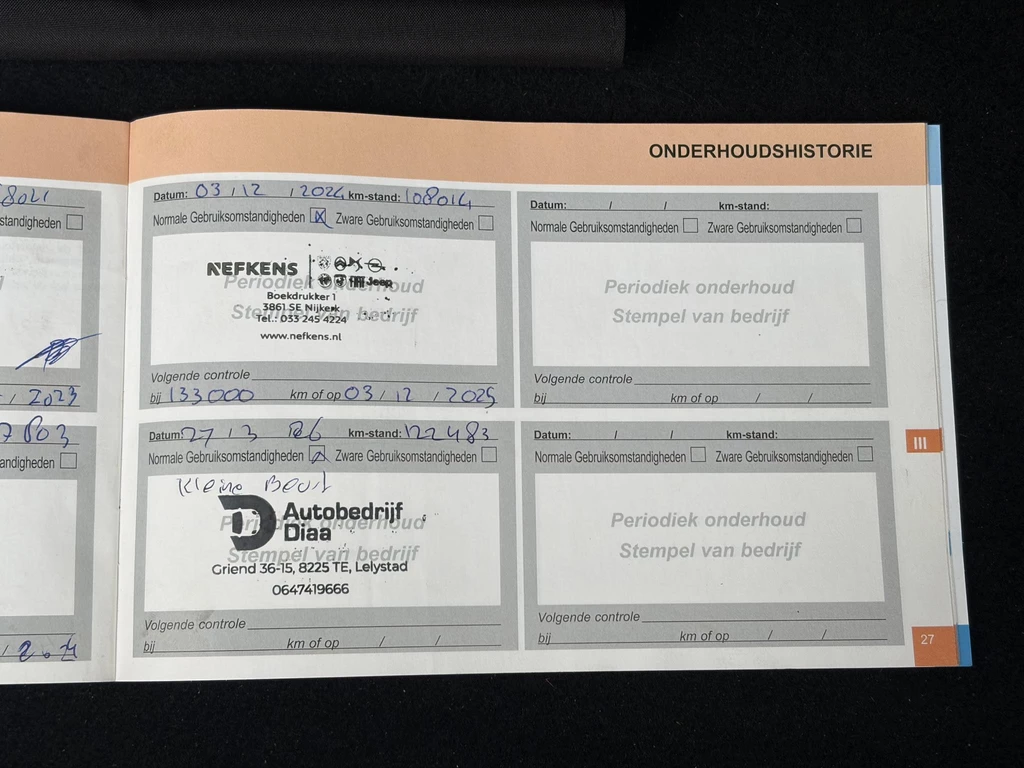 ONDERHOUDSHISTORIE
standigheden
/ 2023
7803
andigheden
Datum: 03 / 12 / 2024 km-stand: 108014
Normale Gebruiksomstandigheden Zware Gebruiksomstandigheden
NEFKENS
Jeep
Periodiek onderhoud
Boekdrukker 1
3861 SE Nijkerk
Stempel van bedrijf
Tel.: 033 245 4224
www.nefkens.nl
Volgende controle
bij 133000 km of op 03 / 12 / 2025
Datum: / / km-stand:
Normale Gebruiksomstandigheden Zware Gebruiksomstandigheden
Periodiek onderhoud
Stempel van bedrijf
Volgende controle
bij km of op / /
Datum: 27 / 3 26 km-stand: 122483
Normale Gebruiksomstandigheden Zware Gebruiksomstandigheden
Kleine Beurt
Autobedrijf
Periodiek onderhoud
Diaa
Stempel van bedrijf
Griend 36-15, 8225 TE, Lelystad
0647419666
Volgende controle
bij km of op / /
Datum: / / km-stand:
Normale Gebruiksomstandigheden Zware Gebruiksomstandigheden
Periodiek onderhoud
Stempel van bedrijf
Volgende controle
bij km of op / /
III
27